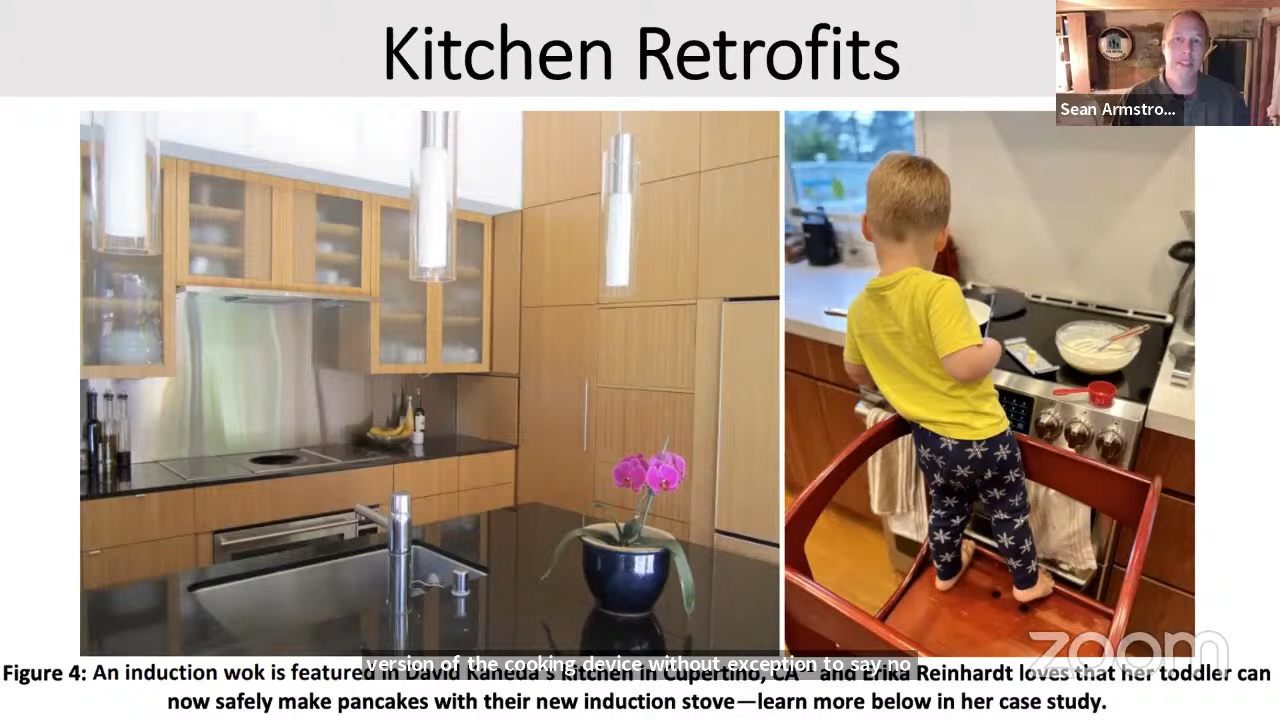 Kitchen Retrofits
Sean Armstro...
version of the cooking device without exception to say no
Figure 4: An induction wok is featured in David Kaneda's kitchen in Cupertino, CA and Erika Reinhardt loves that her toddler can
now safely make pancakes with their new induction stove—learn more below in her case study.
zoom